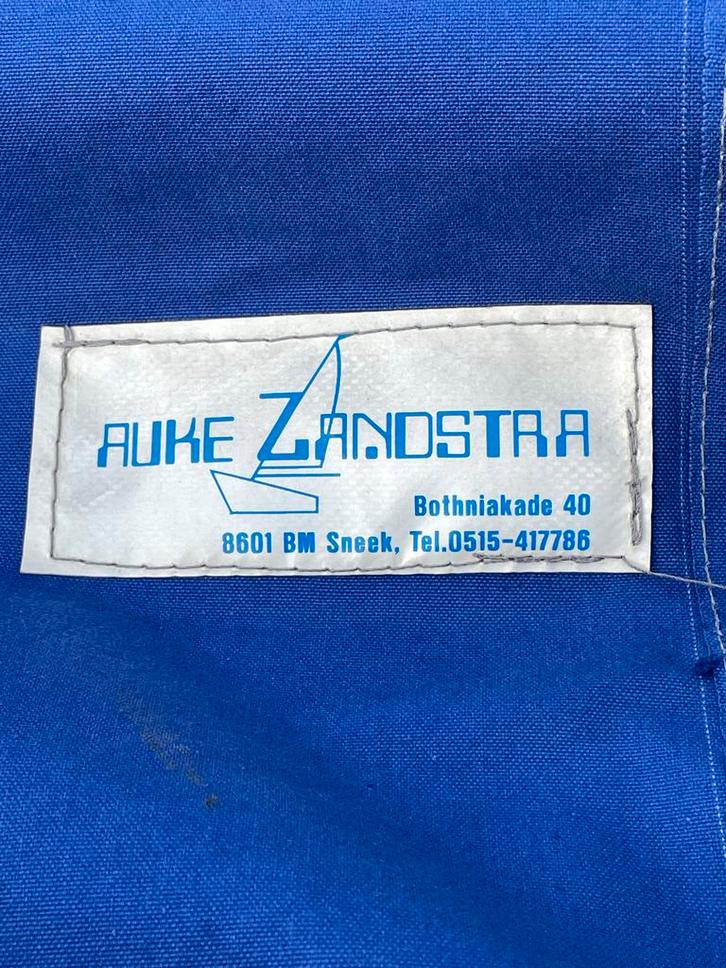 AUKE ZANDSTRA
Bothniakade 40
8601 BM Sneek, Tel.0515-417786